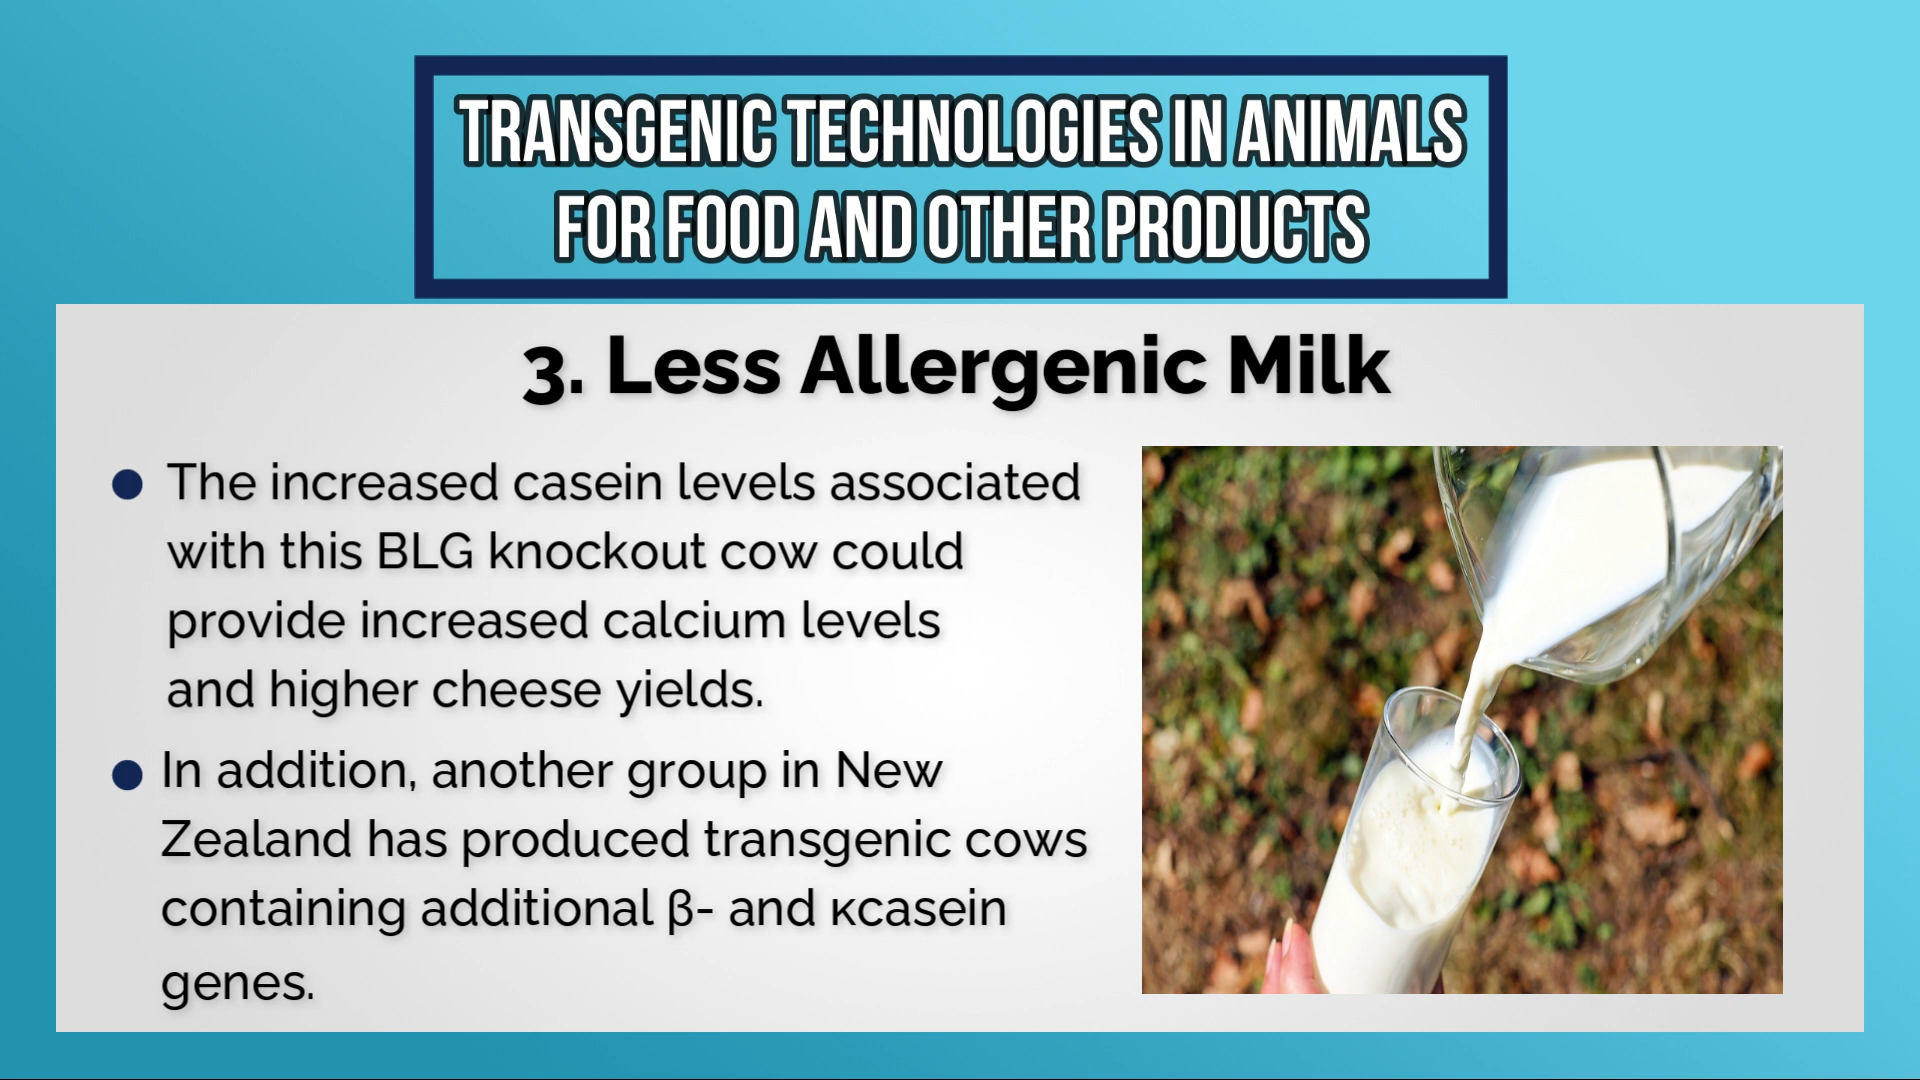 TRANSGENIC TECHNOLOGIES IN ANIMALS
FOR FOOD AND OTHER PRODUCTS
3. Less Allergenic Milk
The increased casein levels associated
with this BLG knockout cow could
provide increased calcium levels
and higher cheese yields.
In addition, another group in New
Zealand has produced transgenic cows
containing additional β- and κcasein
genes.